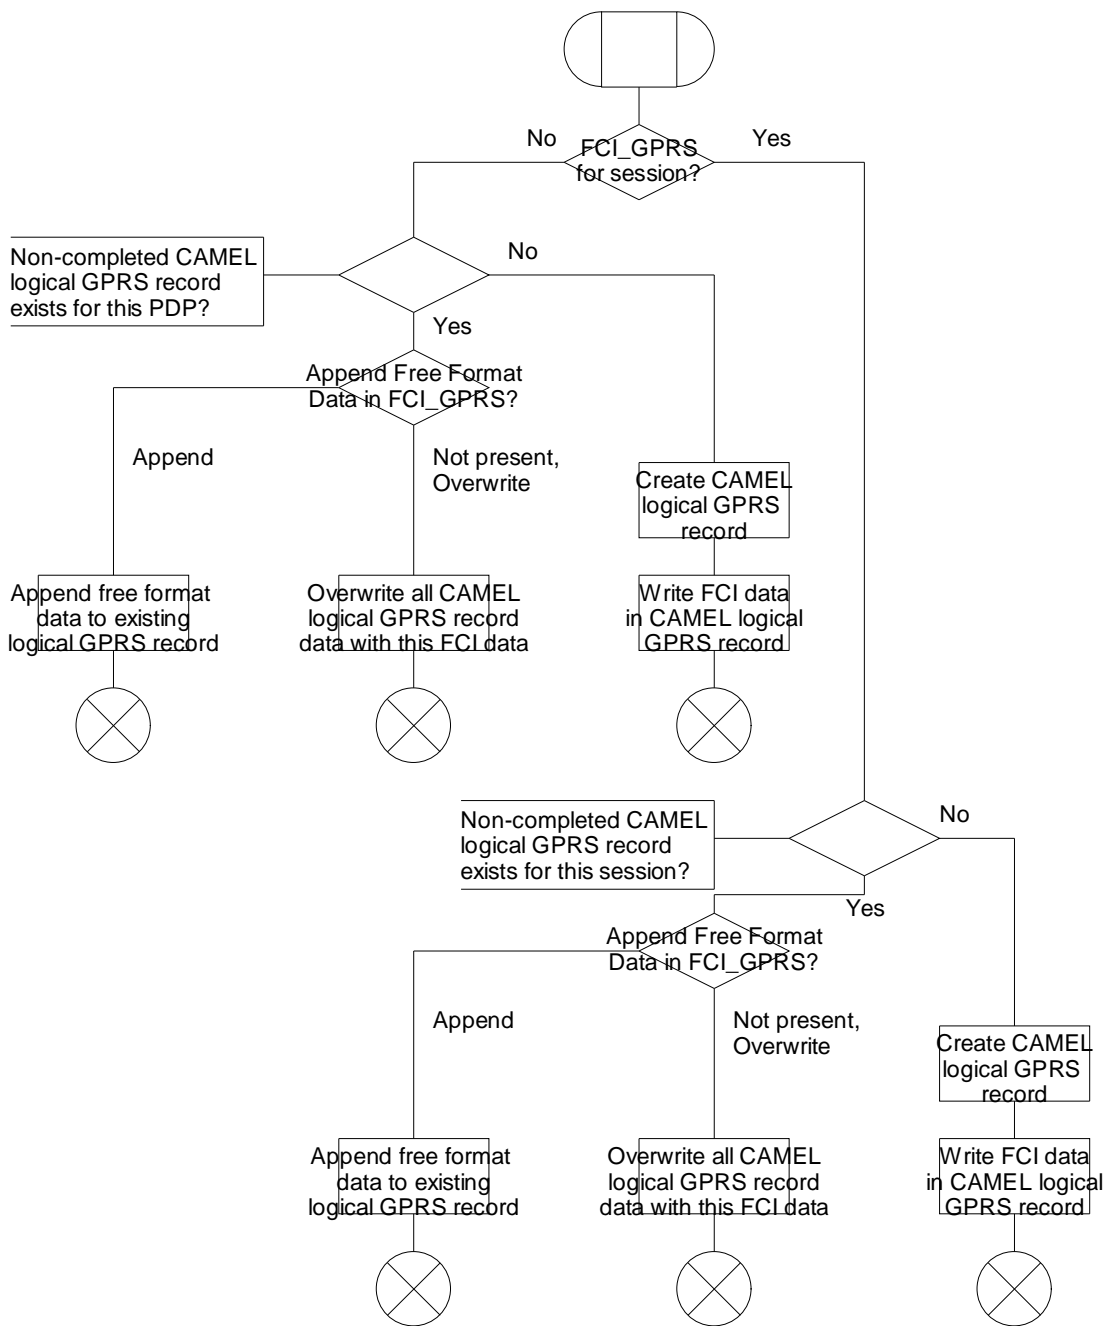 No
FCI_GPRS
for session?
Yes
Non-completed CAMEL
logical GPRS record
exists for this PDP?
No
Yes
Append Free Format
Data in FCI_GPRS?
Append
Not present,
Overwrite
Create CAMEL
logical GPRS
record
Append free format
data to existing
logical GPRS record
Overwrite all CAMEL
logical GPRS record
data with this FCI data
Write FCI data
in CAMEL logical
GPRS record
Non-completed CAMEL
logical GPRS record
exists for this session?
No
Yes
Append Free Format
Data in FCI_GPRS?
Append
Not present,
Overwrite
Create CAMEL
logical GPRS
record
Append free format
data to existing
logical GPRS record
Overwrite all CAMEL
logical GPRS record
data with this FCI data
Write FCI data
in CAMEL logical
GPRS record